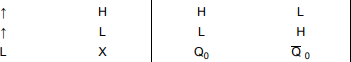 ↑ H H L
↑ L L H
L X Q₀ Q̅₀